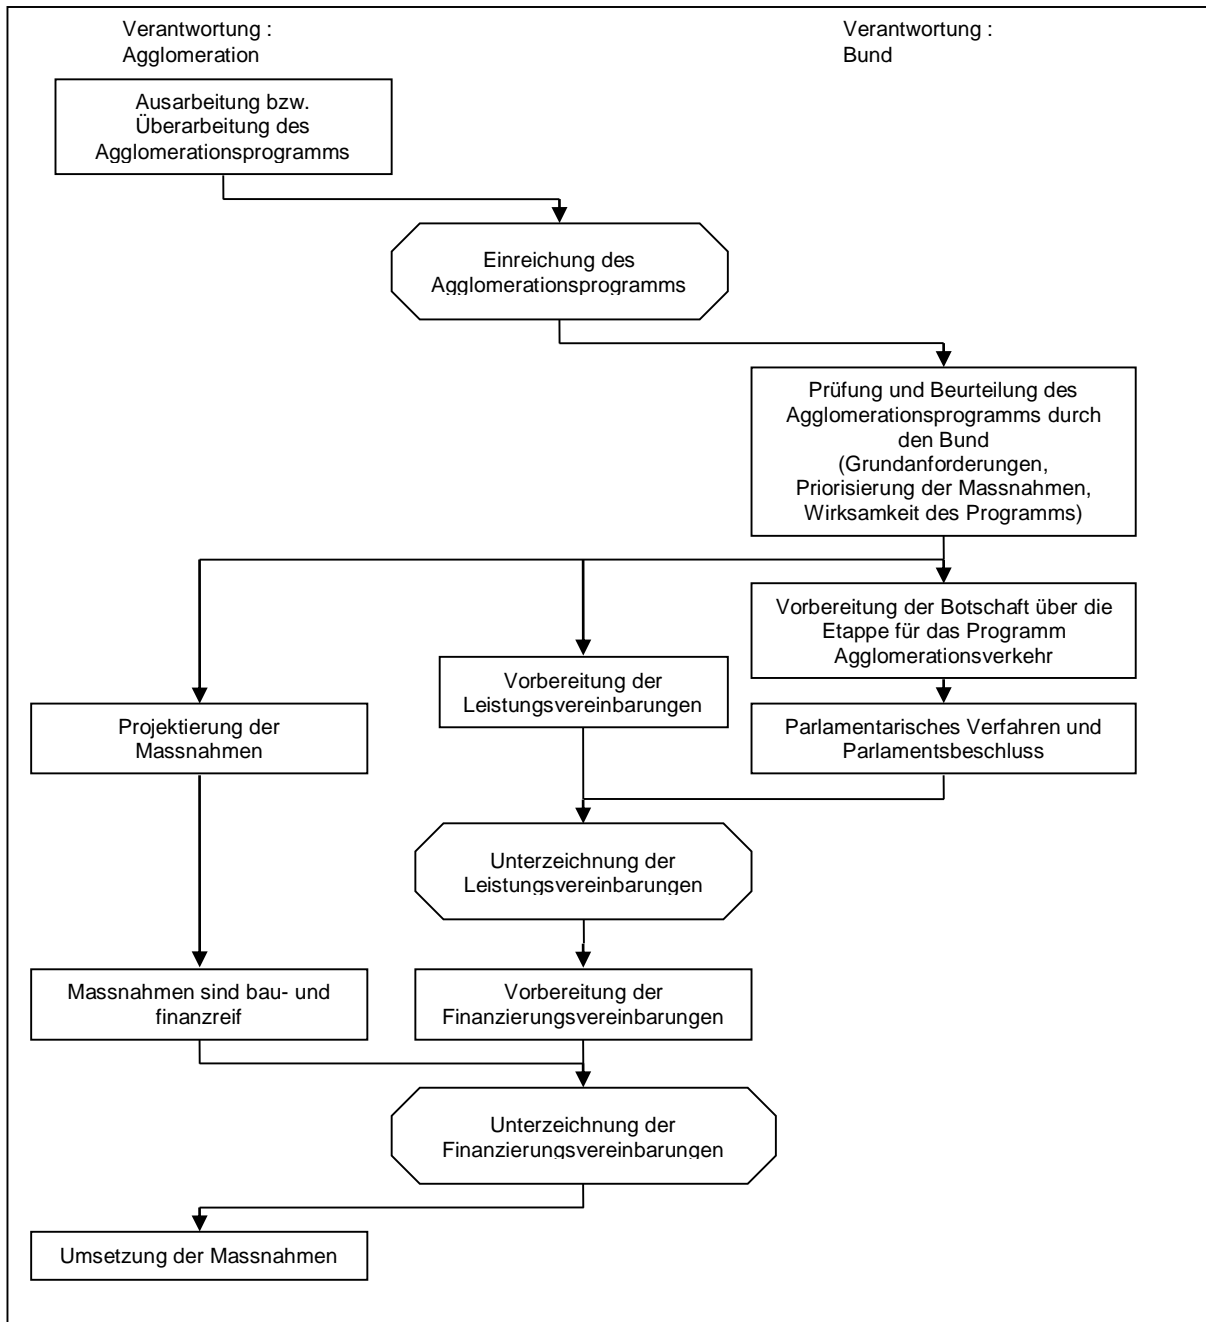 Verantwortung :
Agglomeration
Verantwortung :
Bund
Ausarbeitung bzw.
Überarbeitung des
Agglomerationsprogramms
Einreichung des
Agglomerationsprogramms
Prüfung und Beurteilung des
Agglomerationsprogramms durch
den Bund
(Grundanforderungen,
Priorisierung der Massnahmen,
Wirksamkeit des Programms)
Vorbereitung der Botschaft über die
Etappe für das Programm
Agglomerationsverkehr
Vorbereitung der
Leistungsvereinbarungen
Projektierung der
Massnahmen
Parlamentarisches Verfahren und
Parlamentsbeschluss
Unterzeichnung der
Leistungsvereinbarungen
Massnahmen sind bau- und
finanzreif
Vorbereitung der
Finanzierungsvereinbarungen
Unterzeichnung der
Finanzierungsvereinbarungen
Umsetzung der Massnahmen